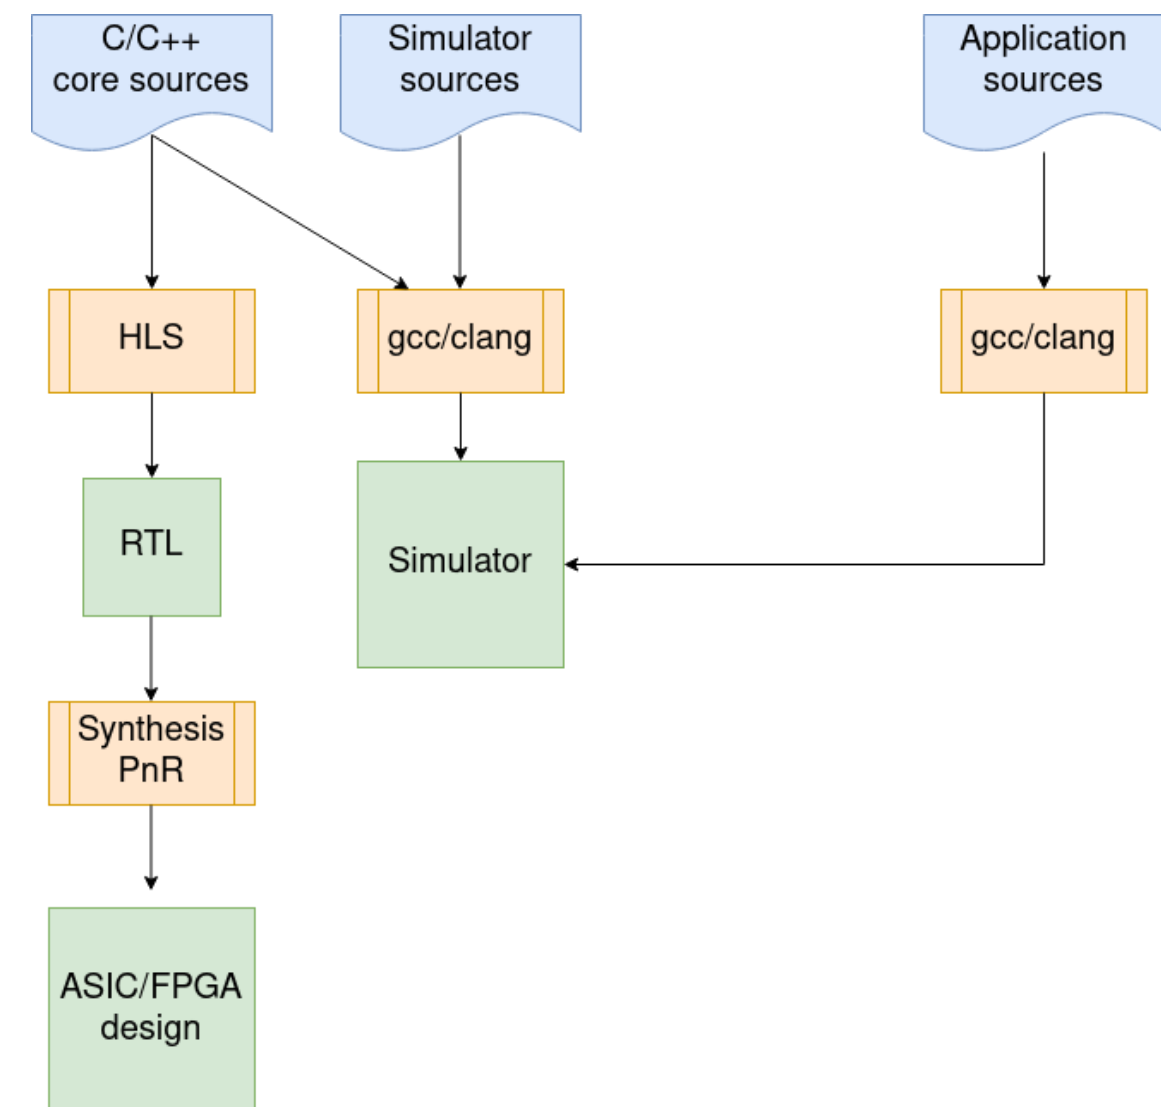 C/C++
core sources
Simulator
sources
Application
sources
HLS
gcc/clang
gcc/clang
RTL
Simulator
Synthesis
PnR
ASIC/FPGA
design